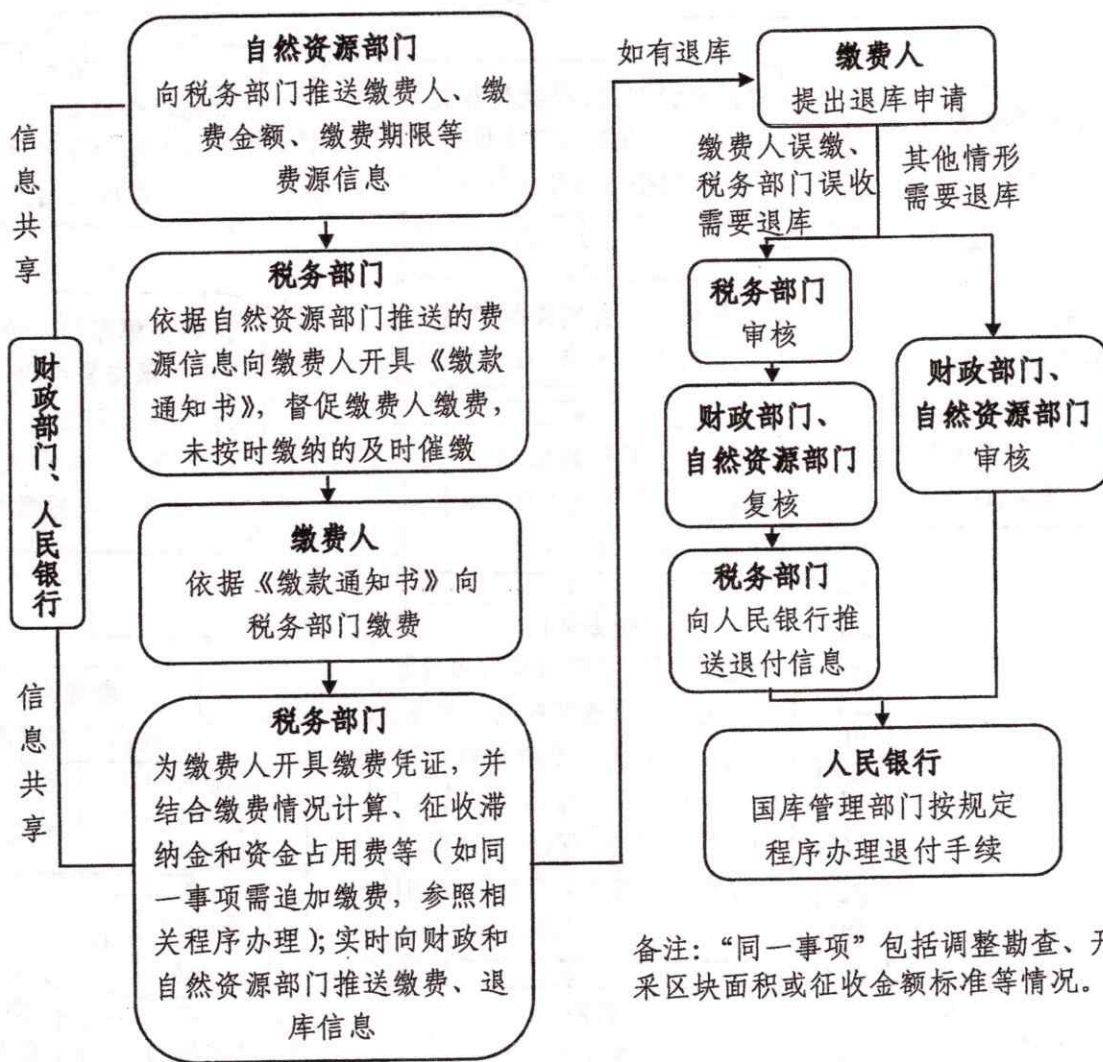 自然资源部门
向税务部门推送缴费人、缴
费金额、缴费期限等
费源信息
税务部门
依据自然资源部门推送的费
源信息向缴费人开具《缴款
通知书》,督促缴费人缴费,
未按时缴纳的及时催缴
缴费人
依据《缴款通知书》向
税务部门缴费
税务部门
为缴费人开具缴费凭证,并
结合缴费情况计算、征收滞
纳金和资金占用费等(如同
一事项需追加缴费,参照相
关程序办理);实时向财政和
自然资源部门推送缴费、退
库信息
信息共享
财政部门、人民银行
信息共享
如有退库
缴费人
提出退库申请
缴费人误缴、
税务部门误收
需要退库
其他情形
需要退库
税务部门
审核
财政部门、
自然资源部门
复核
税务部门
向人民银行推
送退付信息
财政部门、
自然资源部门
审核
人民银行
国库管理部门按规定
程序办理退付手续
备注:“同一事项”包括调整勘查、开
采区块面积或征收金额标准等情况。